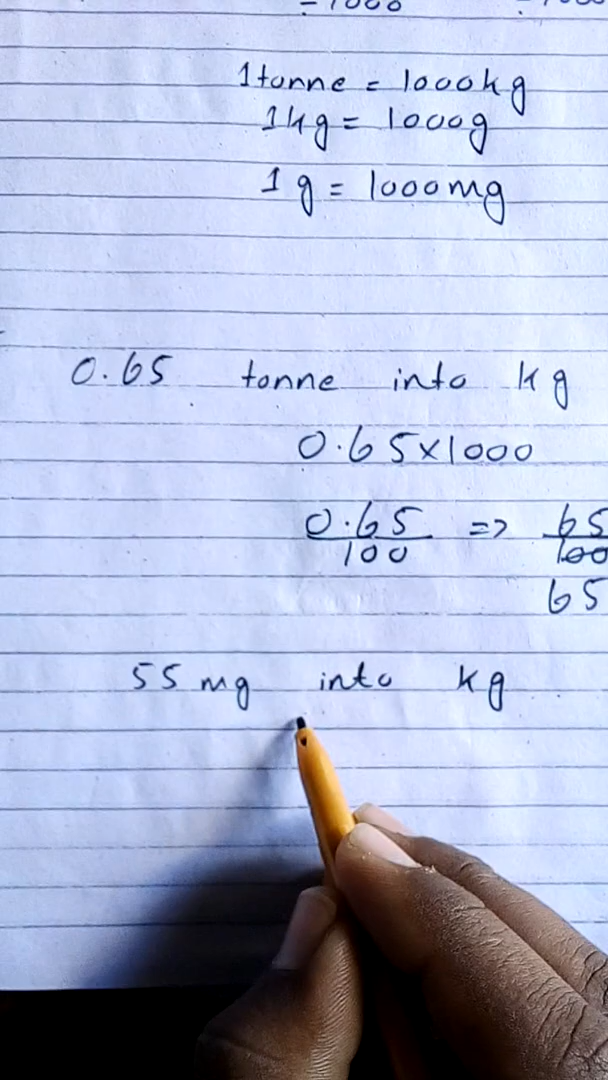 ÷1000
1tonne = 1000kg
1kg = 1000g
1g = 1000mg
0.65 tonne into kg
0.65x1000
0.65 => 65
100 100
65
55 mg into kg